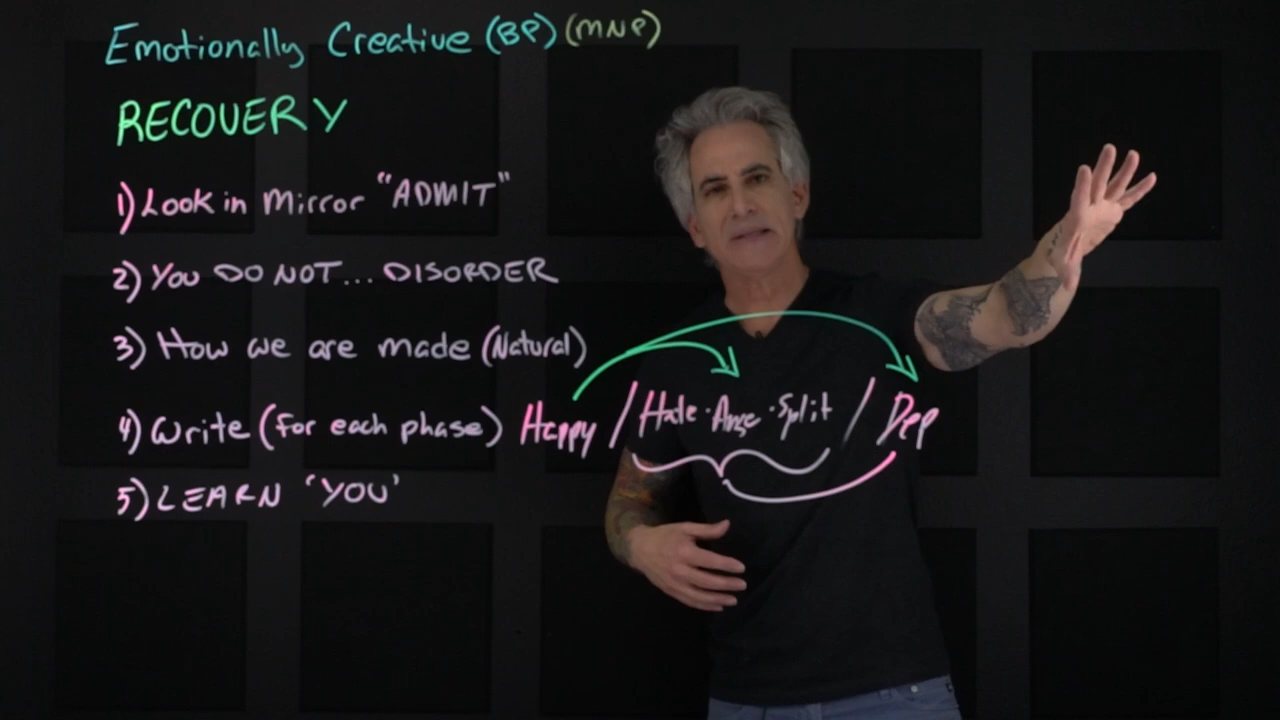 Emotionally Creative (BP) (MNP)
RECOVERY
1) Look in Mirror "ADMIT"
2) You DO NOT... DISORDER
3) How we are made (Natural)
4) Write (For each phase) Happy / Hate · Ange · Split / Dep
5) LEARN 'YOU'